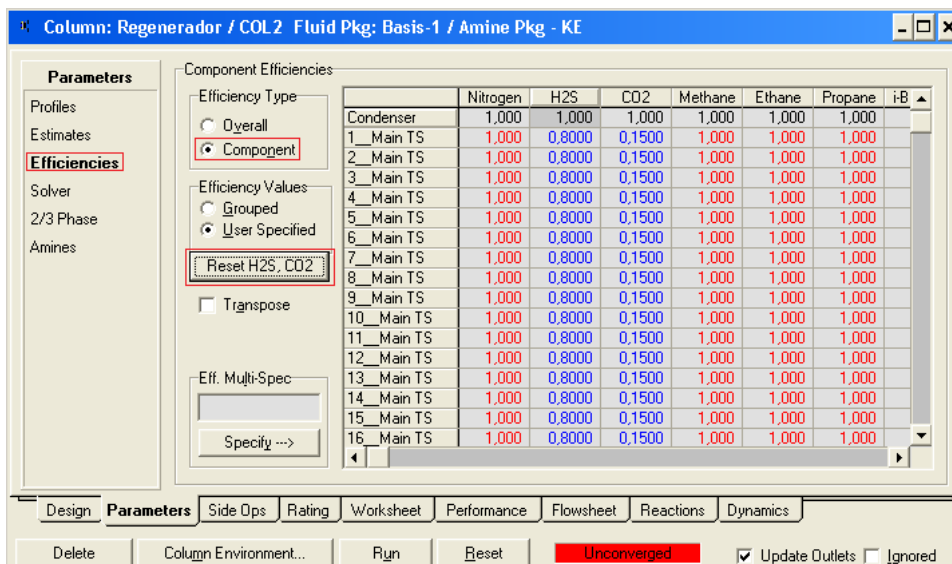 Column: Regenerador / COL2 Fluid Pkg: Basis-1 / Amine Pkg - KE
Parameters
Profiles
Estimates
Efficiencies
Solver
2/3 Phase
Amines
Component Efficiencies
Efficiency Type
Overall
Component
Efficiency Values
Grouped
User Specified
Reset H2S, CO2
Transpose
Eff. Multi-Spec
Specify --->
Nitrogen H2S CO2 Methane Ethane Propane i-B
Condenser 1,000 1,000 1,000 1,000 1,000 1,000
1__Main TS 1,000 0,8000 0,1500 1,000 1,000 1,000
2__Main TS 1,000 0,8000 0,1500 1,000 1,000 1,000
3__Main TS 1,000 0,8000 0,1500 1,000 1,000 1,000
4__Main TS 1,000 0,8000 0,1500 1,000 1,000 1,000
5__Main TS 1,000 0,8000 0,1500 1,000 1,000 1,000
6__Main TS 1,000 0,8000 0,1500 1,000 1,000 1,000
7__Main TS 1,000 0,8000 0,1500 1,000 1,000 1,000
8__Main TS 1,000 0,8000 0,1500 1,000 1,000 1,000
9__Main TS 1,000 0,8000 0,1500 1,000 1,000 1,000
10__Main TS 1,000 0,8000 0,1500 1,000 1,000 1,000
11__Main TS 1,000 0,8000 0,1500 1,000 1,000 1,000
12__Main TS 1,000 0,8000 0,1500 1,000 1,000 1,000
13__Main TS 1,000 0,8000 0,1500 1,000 1,000 1,000
14__Main TS 1,000 0,8000 0,1500 1,000 1,000 1,000
15__Main TS 1,000 0,8000 0,1500 1,000 1,000 1,000
16__Main TS 1,000 0,8000 0,1500 1,000 1,000 1,000
Design Parameters Side Ops Rating Worksheet Performance Flowsheet Reactions Dynamics
Delete Column Environment... Run Reset Unconverged Update Outlets Ignored